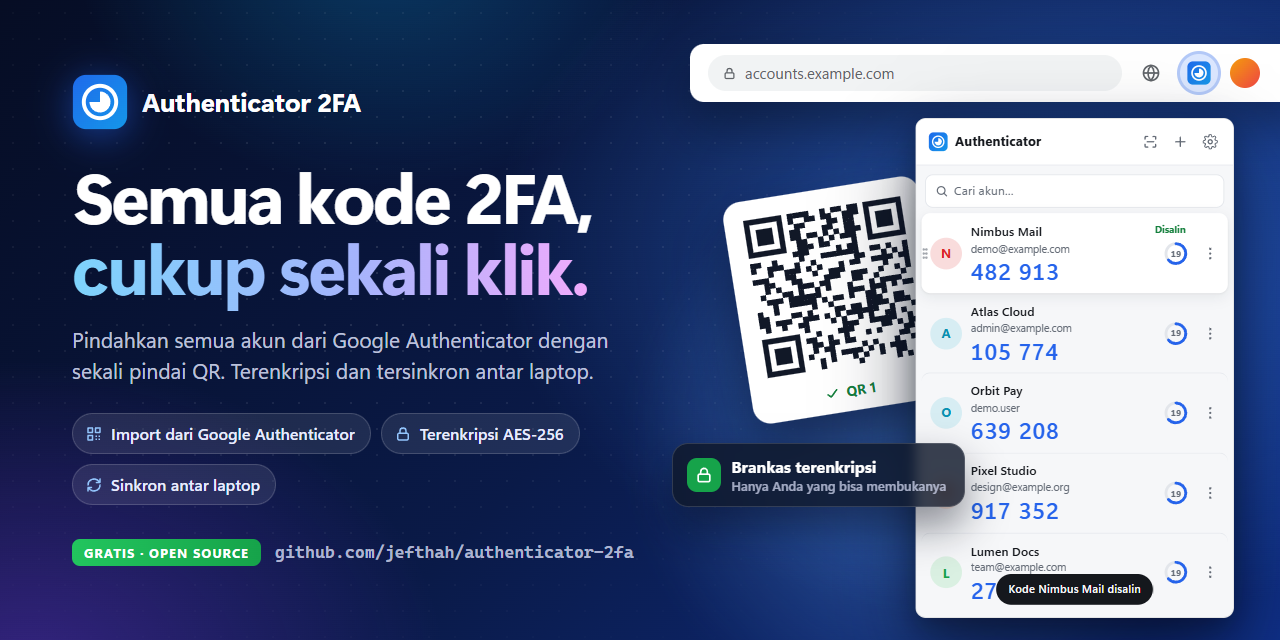 Authenticator 2FA
Semua kode 2FA,
cukup sekali klik.
Pindahkan semua akun dari Google Authenticator dengan
sekali pindai QR. Terenkripsi dan tersinkron antar laptop.
Import dari Google Authenticator
Terenkripsi AES-256
Sinkron antar laptop
GRATIS · OPEN SOURCE
github.com/jefthah/authenticator-2fa
accounts.example.com
QR 1
Brankas terenkripsi
Hanya Anda yang bisa membukanya
Authenticator
Cari akun...
N
Nimbus Mail
demo@example.com
482 913
Disalin
19
A
Atlas Cloud
admin@example.com
105 774
19
O
Orbit Pay
demo.user
639 208
19
Pixel Studio
design@example.org
917 352
19
L
Lumen Docs
team@example.com
27
19
Kode Nimbus Mail disalin